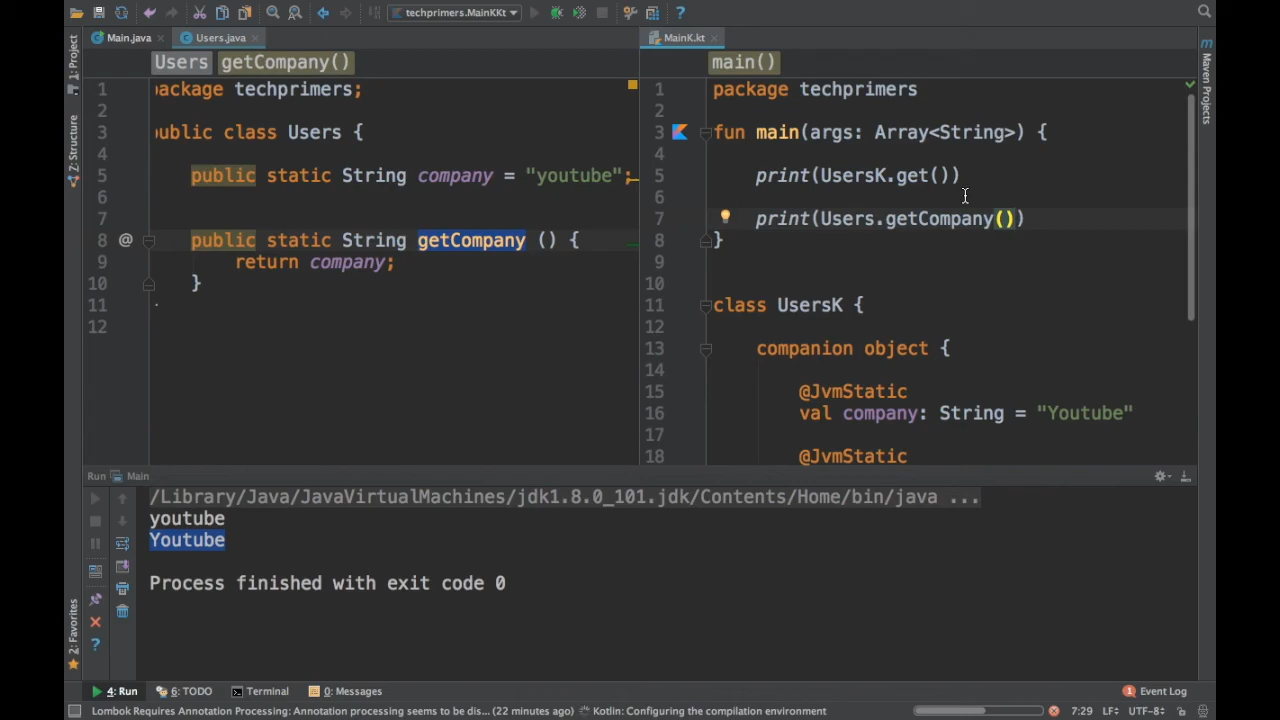 techprimers.MainKKt
Main.java
Users.java
MainK.kt
1: Project
Z: Structure
2: Favorites
Maven Projects
Users getCompany()
1 package techprimers;
2
3 public class Users {
4
5 public static String company = "youtube";
6
7
8 public static String getCompany () {
9 return company;
10 }
11
12
main()
1 package techprimers
2
3 fun main(args: Array<String>) {
4
5 print(UsersK.get())
6
7 print(Users.getCompany())
8 }
9
10
11 class UsersK {
12
13 companion object {
14
15 @JvmStatic
16 val company: String = "Youtube"
17
18 @JvmStatic
Run Main
/Library/Java/JavaVirtualMachines/jdk1.8.0_101.jdk/Contents/Home/bin/java ...
youtube
Youtube
Process finished with exit code 0
4: Run 6: TODO Terminal 0: Messages 1 Event Log
Lombok Requires Annotation Processing: Annotation processing seems to be dis... (22 minutes ago) Kotlin: Configuring the compilation environment 7:29 LF UTF-8